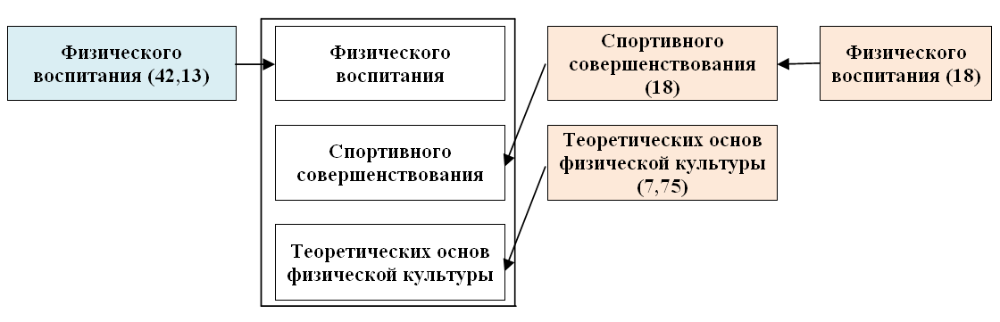 Физического
воспитания (42,13)
Физического
воспитания
Спортивного
совершенствования
Теоретических основ
физической культуры
Спортивного
совершенствования
(18)
Теоретических основ
физической культуры
(7,75)
Физического
воспитания (18)